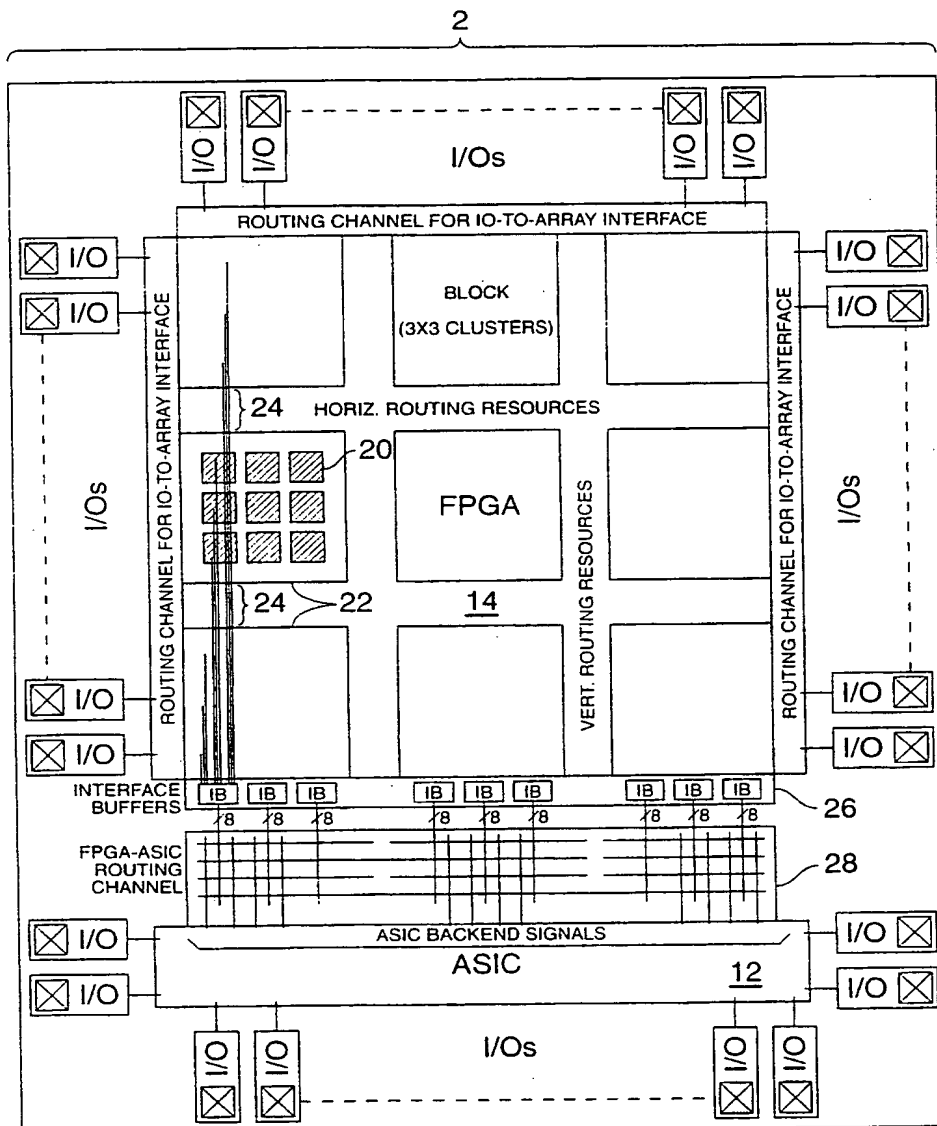 2
I/O
I/O
I/O
I/O
I/Os
ROUTING CHANNEL FOR IO-TO-ARRAY INTERFACE
I/O
I/O
I/O
I/O
I/Os
I/Os
ROUTING CHANNEL FOR IO-TO-ARRAY INTERFACE
ROUTING CHANNEL FOR IO-TO-ARRAY INTERFACE
BLOCK
(3X3 CLUSTERS)
24
HORIZ. ROUTING RESOURCES
20
FPGA
24
22
14
VERT. ROUTING RESOURCES
I/O
I/O
I/O
I/O
INTERFACE
BUFFERS
IB
IB
IB
IB
IB
IB
IB
IB
IB
26
8
8
8
8
8
8
8
8
8
FPGA-ASIC
ROUTING
CHANNEL
28
ASIC BACKEND SIGNALS
ASIC
12
I/O
I/O
I/O
I/O
I/O
I/O
I/Os
I/O
I/O